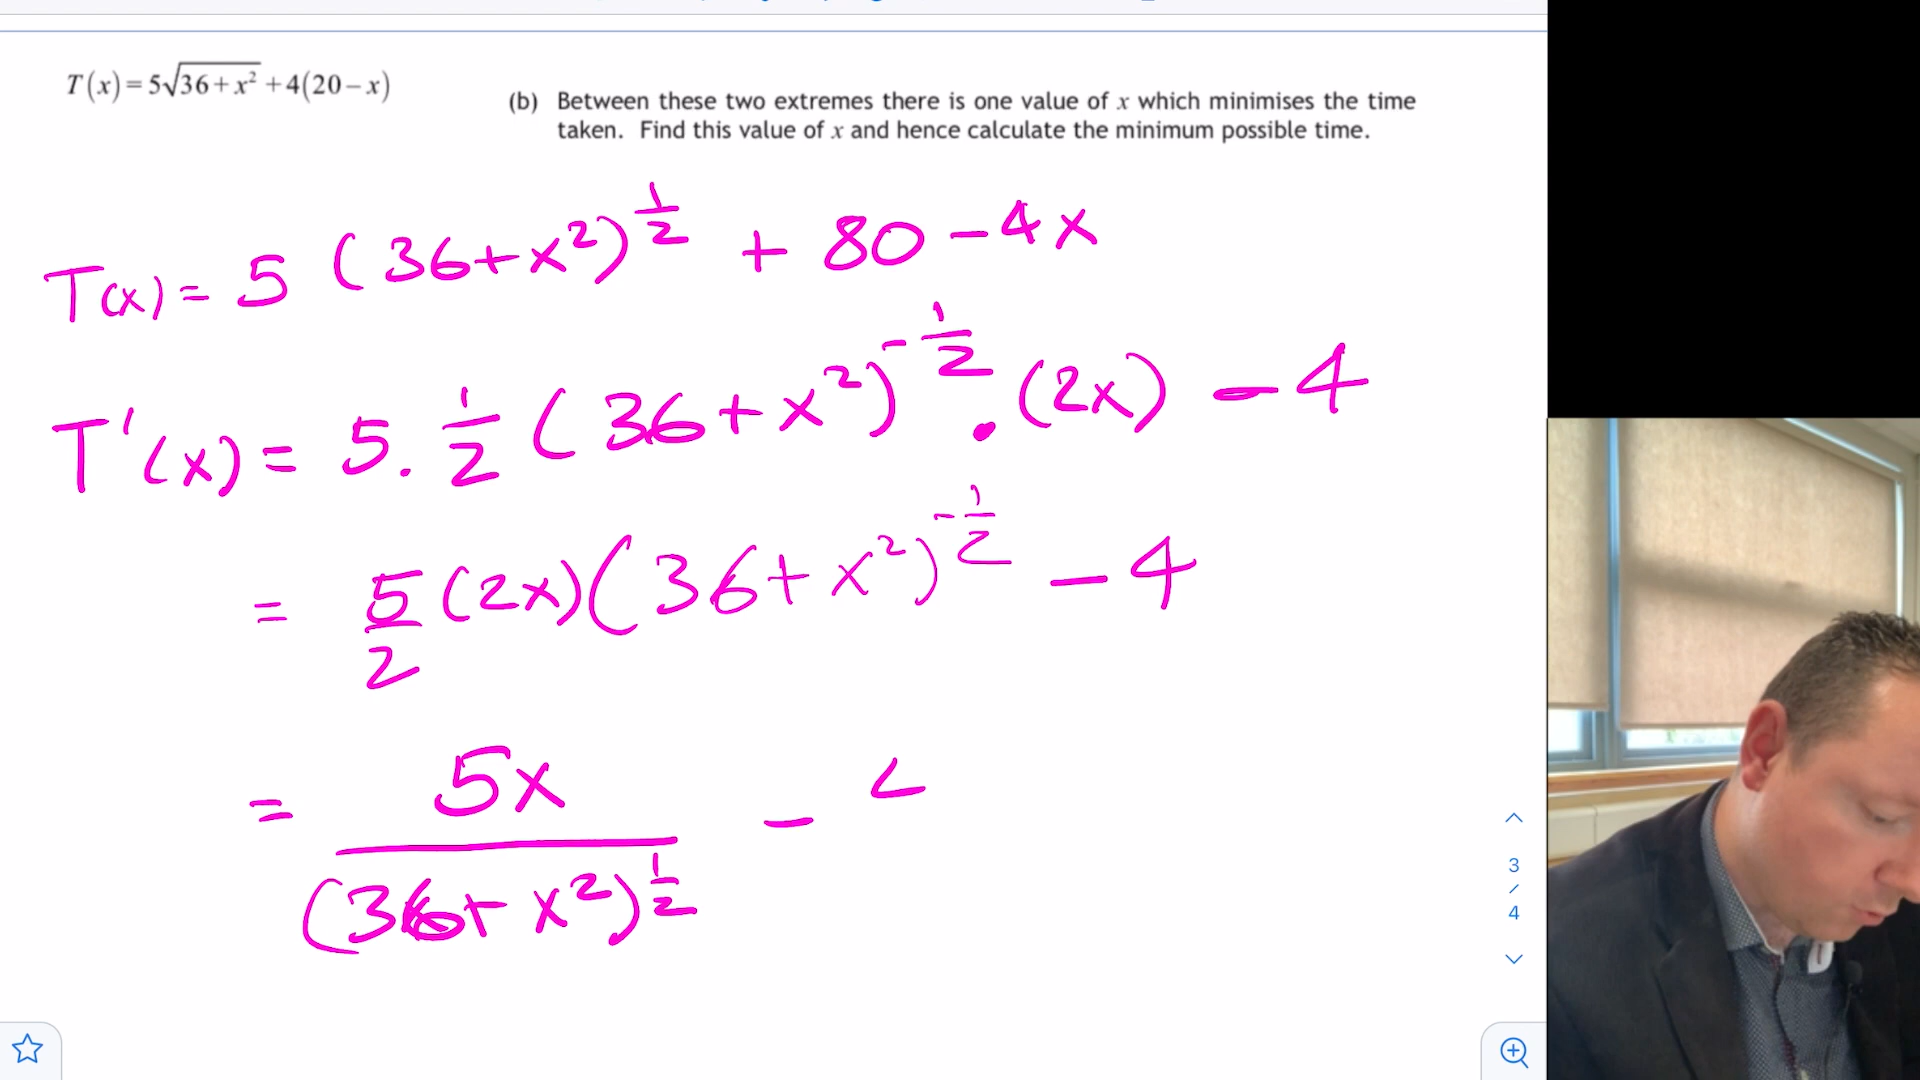 T(x)=5√36+x² +4(20−x)
(b) Between these two extremes there is one value of x which minimises the time
taken. Find this value of x and hence calculate the minimum possible time.
T(x) = 5 (36+x²)^1/2 + 80 − 4x
T'(x) = 5. 1/2 (36+x²)^-1/2 . (2x) − 4
= 5/2 (2x)(36+x²)^-1/2 − 4
= 5x/(36+x²)^1/2 −
3
/
4